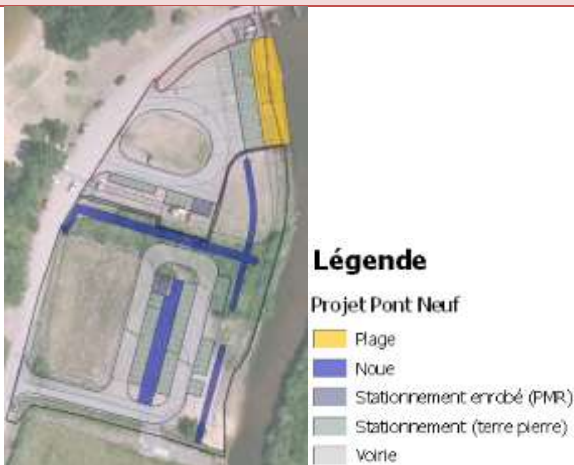 Légende
Projet Pont Neuf
Plage
Noue
Stationnement enrobé (PMR)
Stationnement (terre pierre)
Voirie